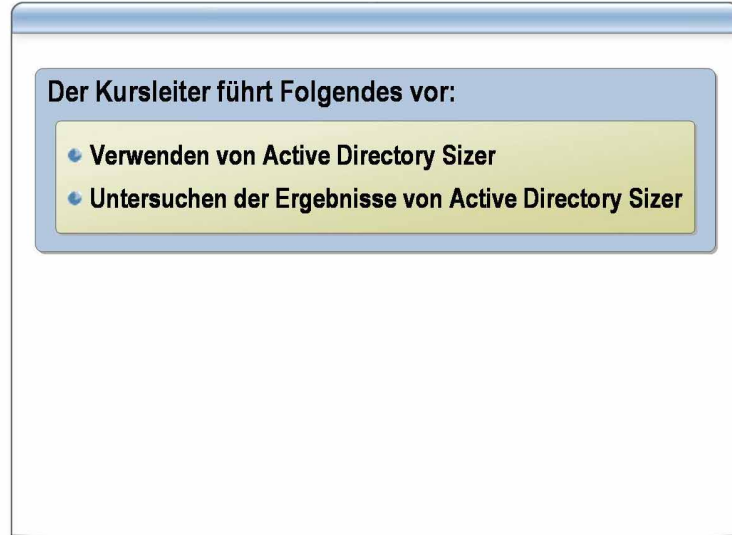 Der Kursleiter führt Folgendes vor:
Verwenden von Active Directory Sizer
Untersuchen der Ergebnisse von Active Directory Sizer